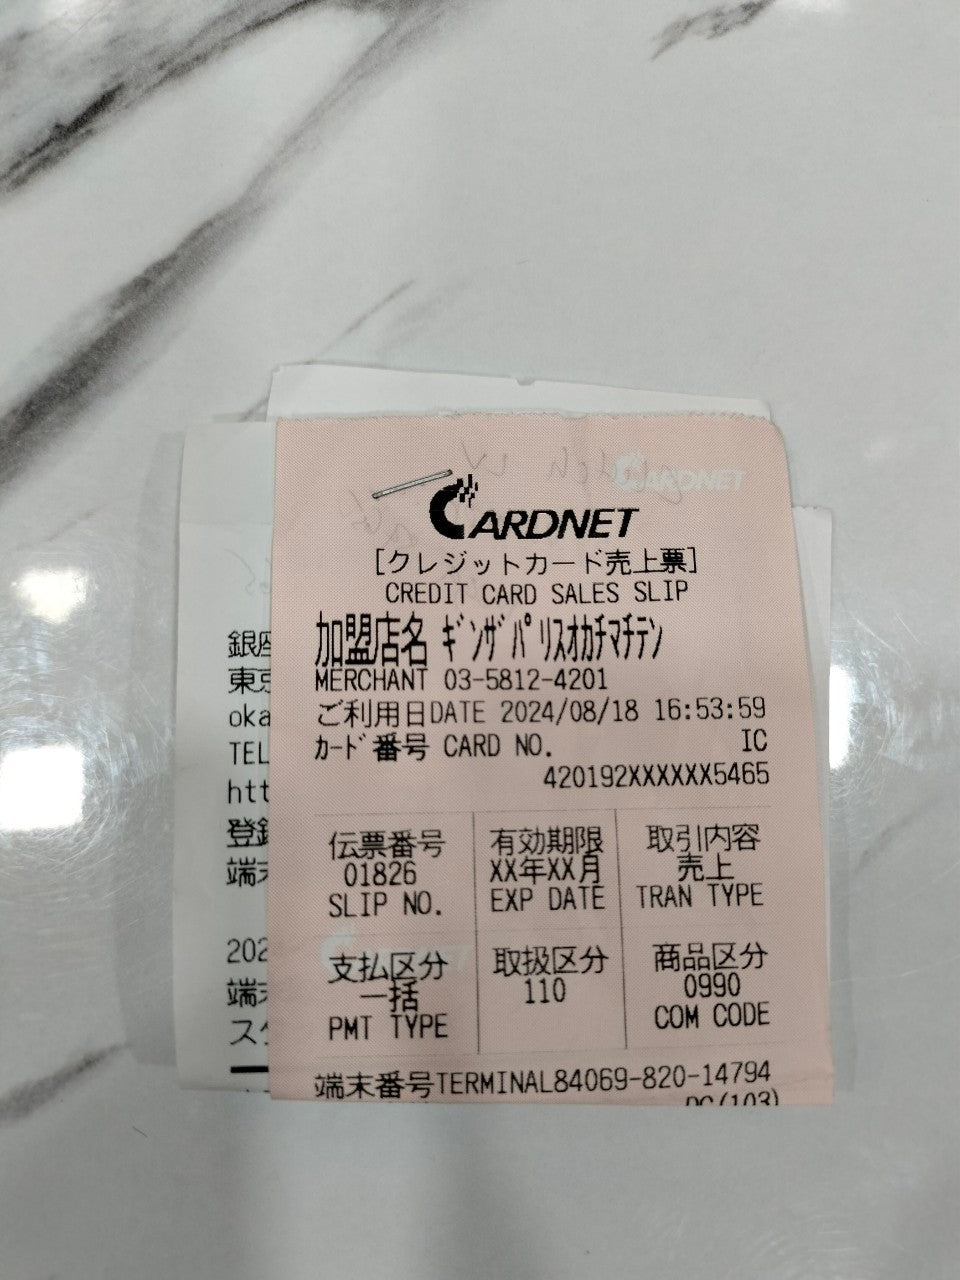 CARDNET
CARDNET
[クレジットカード売上票]
CREDIT CARD SALES SLIP
加盟店名 ギンザパリスオカチマチテン
MERCHANT 03-5812-4201
ご利用日DATE 2024/08/18 16:53:59
カード番号 CARD NO. IC
420192XXXXXX5465
伝票番号 有効期限 取引内容
01826 XX年XX月 売上
SLIP NO. EXP DATE TRAN TYPE
支払区分 取扱区分 商品区分
一括 110 0990
PMT TYPE COM CODE
端末番号TERMINAL84069-820-14794
DC(103)
銀座
東京
oka
TEL
htt
登録
端末
202
端末
ス